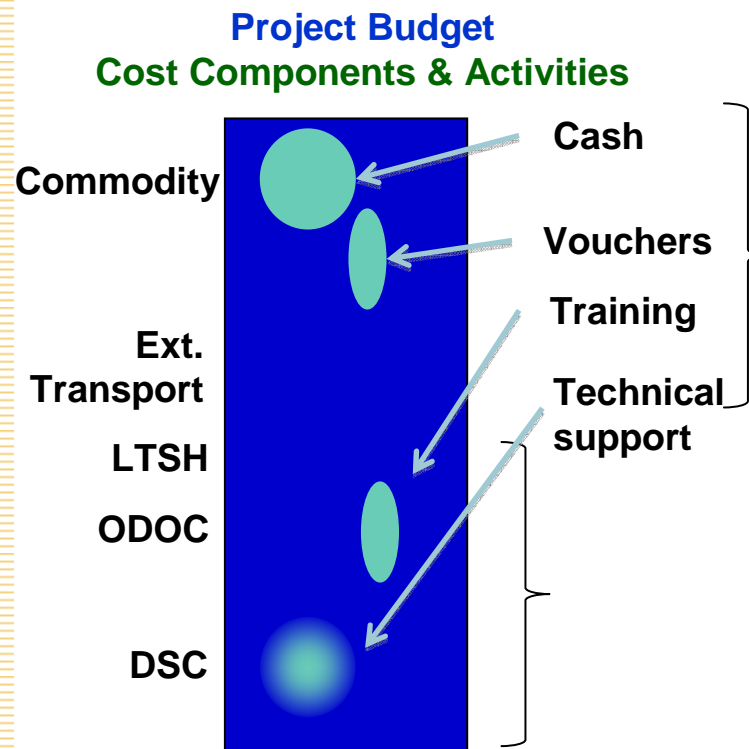 Project Budget
Cost Components & Activities
Commodity
Ext.
Transport
LTSH
ODOC
DSC
Cash
Vouchers
Training
Technical
support